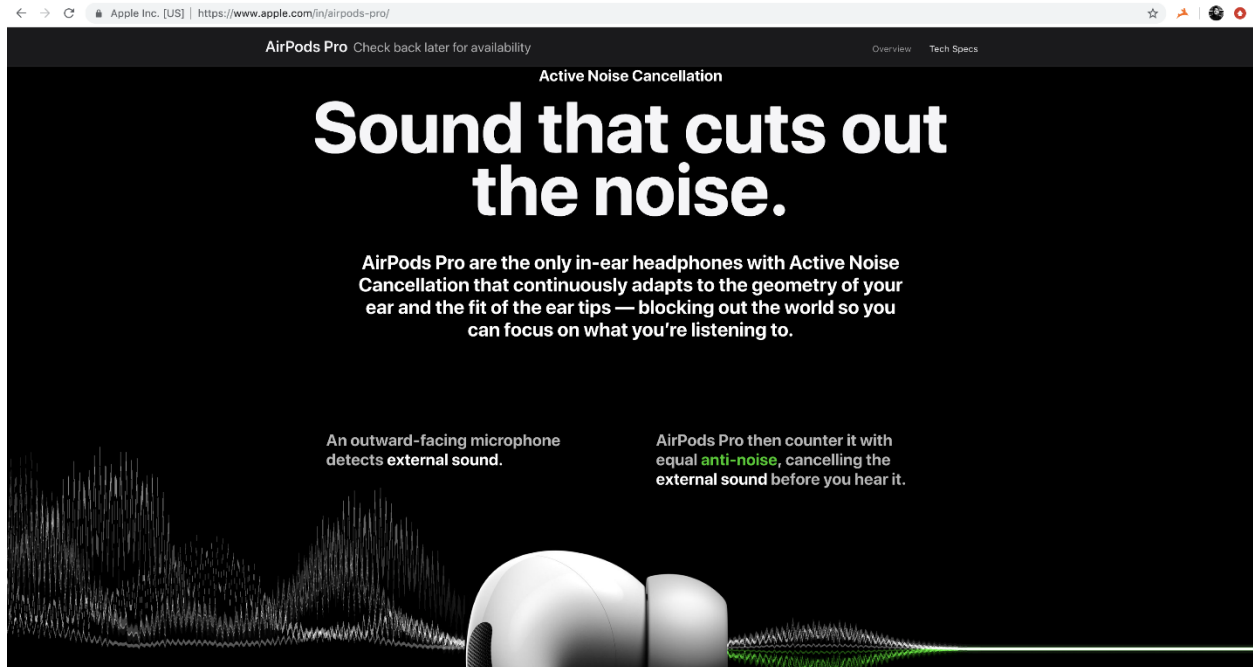 Apple Inc. [US] | https://www.apple.com/in/airpods-pro/
AirPods Pro Check back later for availability
Overview Tech Specs
Active Noise Cancellation
Sound that cuts out
the noise.
AirPods Pro are the only in-ear headphones with Active Noise
Cancellation that continuously adapts to the geometry of your
ear and the fit of the ear tips — blocking out the world so you
can focus on what you’re listening to.
An outward-facing microphone
detects external sound.
AirPods Pro then counter it with
equal anti-noise, cancelling the
external sound before you hear it.